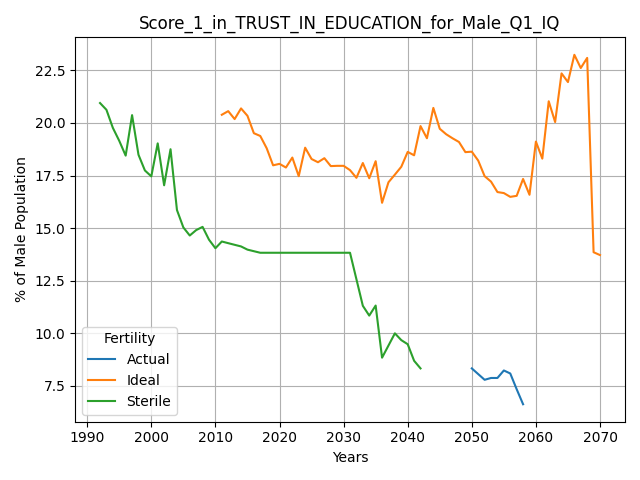 Score_1_in_TRUST_IN_EDUCATION_for_Male_Q1_IQ
% of Male Population
22.5
20.0
17.5
15.0
12.5
10.0
7.5
Fertility
Actual
Ideal
Sterile
1990 2000 2010 2020 2030 2040 2050 2060 2070
Years